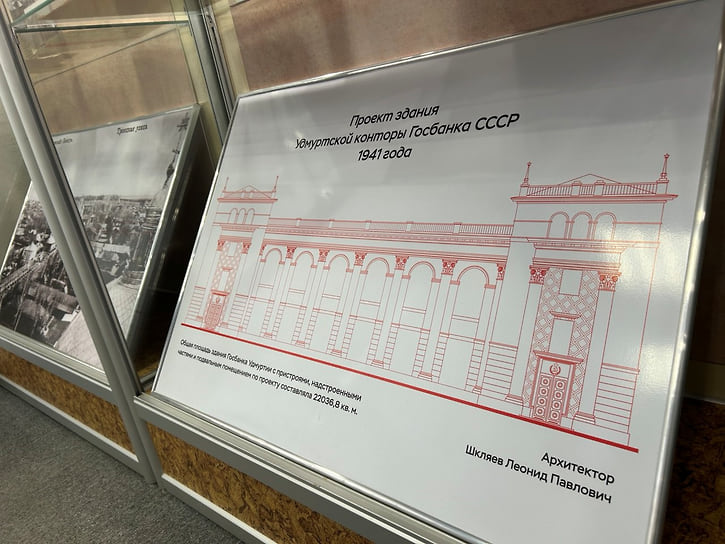 Проект здания
Удмуртской конторы Госбанка СССР
1941 года
Общая площадь здания Госбанка Удмуртии с пристроями, надстроенными
частями и подвальным помещением по проекту составляла 22036,8 кв. м.
Архитектор
Шкляев Леонид Павлович